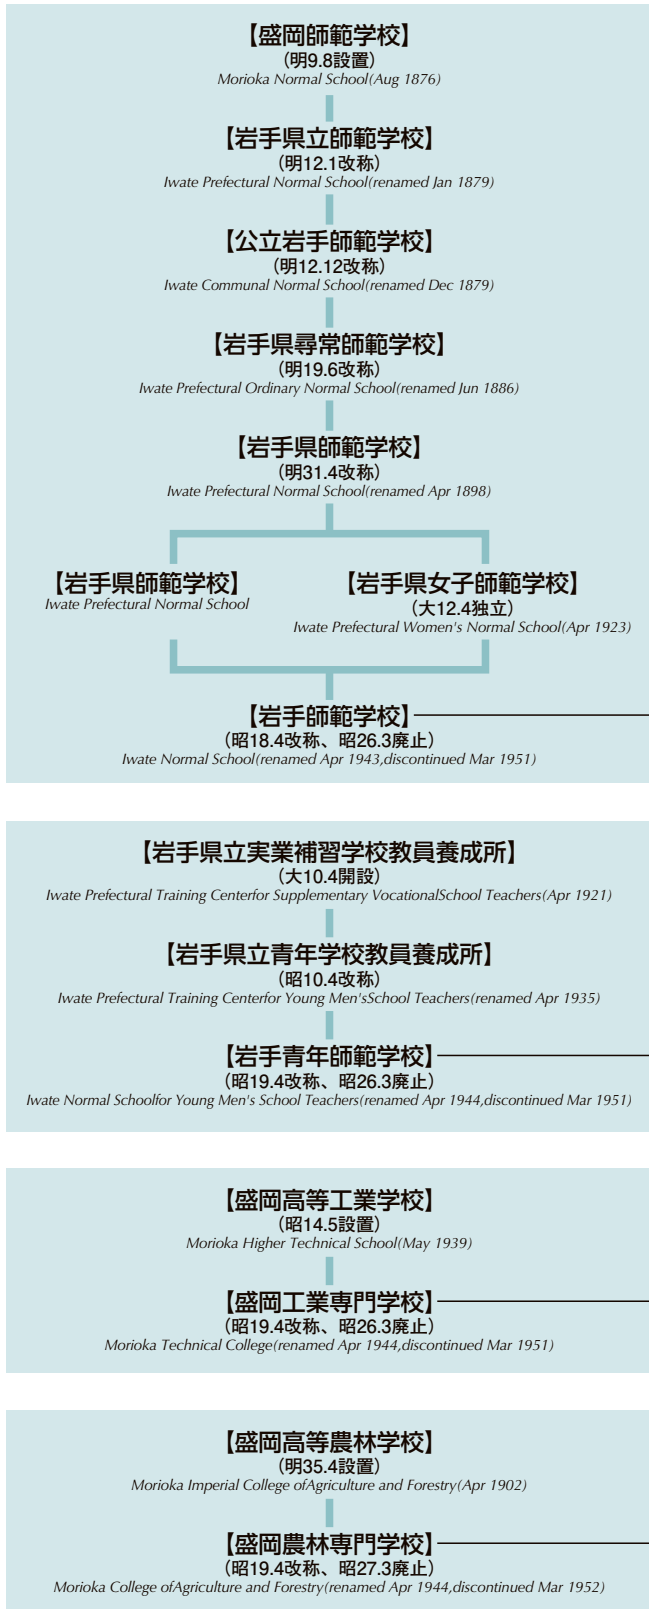 【盛岡師範学校】
（明9.8設置）
Morioka Normal School(Aug 1876)
【岩手県立師範学校】
（明12.1改称）
Iwate Prefectural Normal School(renamed Jan 1879)
【公立岩手師範学校】
（明12.12改称）
Iwate Communal Normal School(renamed Dec 1879)
【岩手県尋常師範学校】
（明19.6改称）
Iwate Prefectural Ordinary Normal School(renamed Jun 1886)
【岩手県師範学校】
（明31.4改称）
Iwate Prefectural Normal School(renamed Apr 1898)
【岩手県師範学校】
Iwate Prefectural Normal School
【岩手県女子師範学校】
（大12.4独立）
Iwate Prefectural Women's Normal School(Apr 1923)
【岩手師範学校】
（昭18.4改称、昭26.3廃止）
Iwate Normal School(renamed Apr 1943,discontinued Mar 1951)
【岩手県立実業補習学校教員養成所】
（大10.4開設）
Iwate Prefectural Training Centerfor Supplementary VocationalSchool Teachers(Apr 1921)
【岩手県立青年学校教員養成所】
（昭10.4改称）
Iwate Prefectural Training Centerfor Young Men'sSchool Teachers(renamed Apr 1935)
【岩手青年師範学校】
（昭19.4改称、昭26.3廃止）
Iwate Normal Schoolfor Young Men's School Teachers(renamed Apr 1944,discontinued Mar 1951)
【盛岡高等工業学校】
（昭14.5設置）
Morioka Higher Technical School(May 1939)
【盛岡工業専門学校】
（昭19.4改称、昭26.3廃止）
Morioka Technical College(renamed Apr 1944,discontinued Mar 1951)
【盛岡高等農林学校】
（明35.4設置）
Morioka Imperial College ofAgriculture and Forestry(Apr 1902)
【盛岡農林専門学校】
（昭19.4改称、昭27.3廃止）
Morioka College ofAgriculture and Forestry(renamed Apr 1944,discontinued Mar 1952)